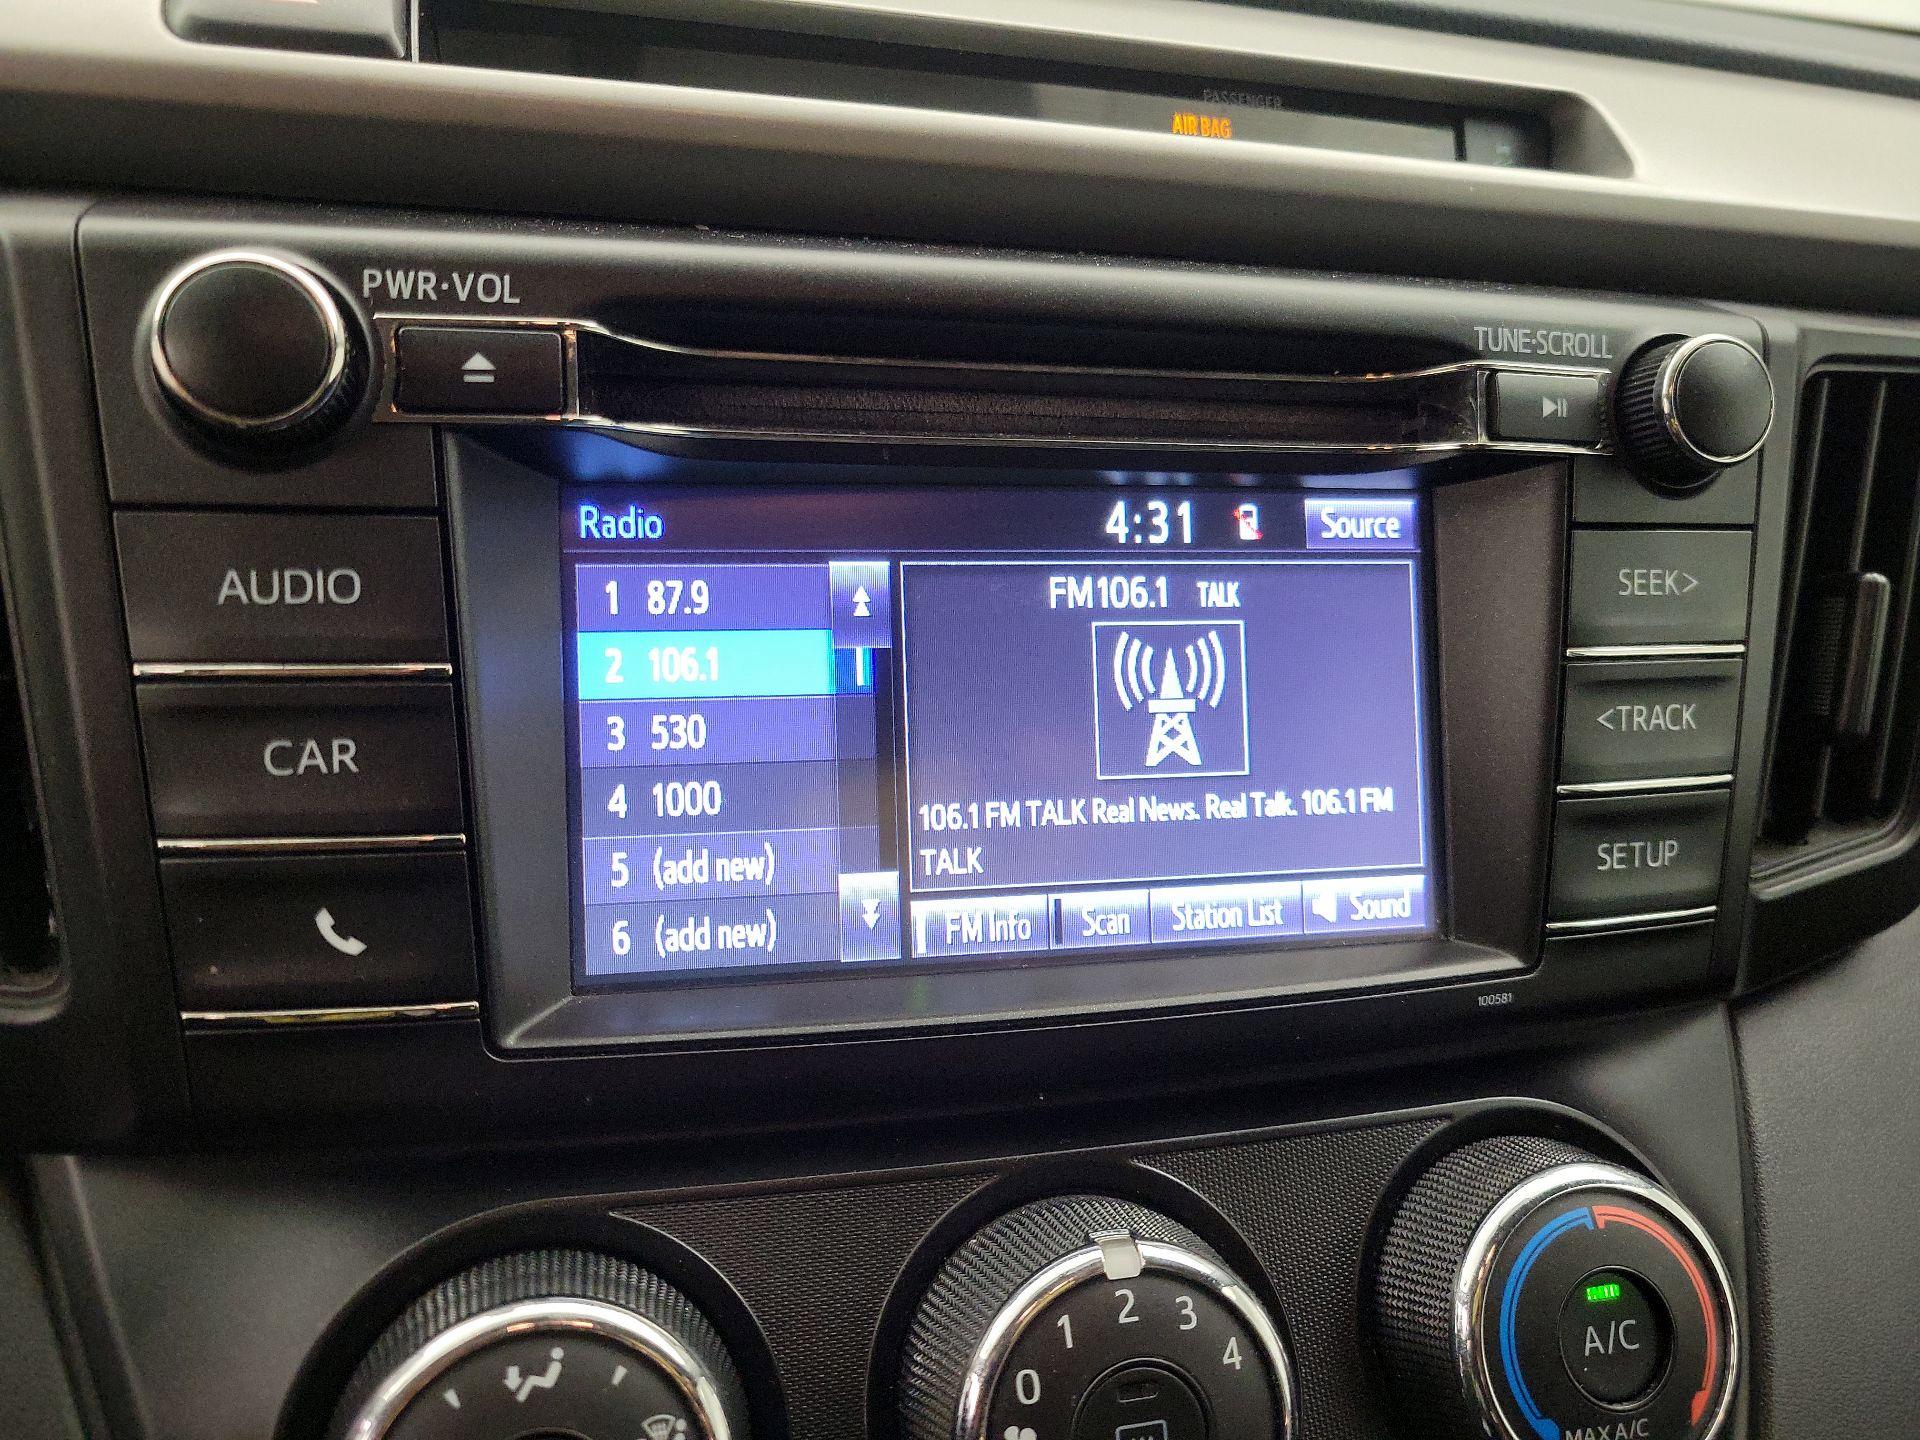 PASSENGER
AIR BAG
PWR·VOL
TUNE·SCROLL
AUDIO
CAR
Radio
4:31
Source
1 87.9
2 106.1
3 530
4 1000
5 (add new)
6 (add new)
FM106.1 TALK
106.1 FM TALK Real News. Real Talk. 106.1 FM
TALK
FM Info
Scan
Station List
Sound
SEEK>
<TRACK
SETUP
100581
0 1 2 3 4
A/C
MAX A/C